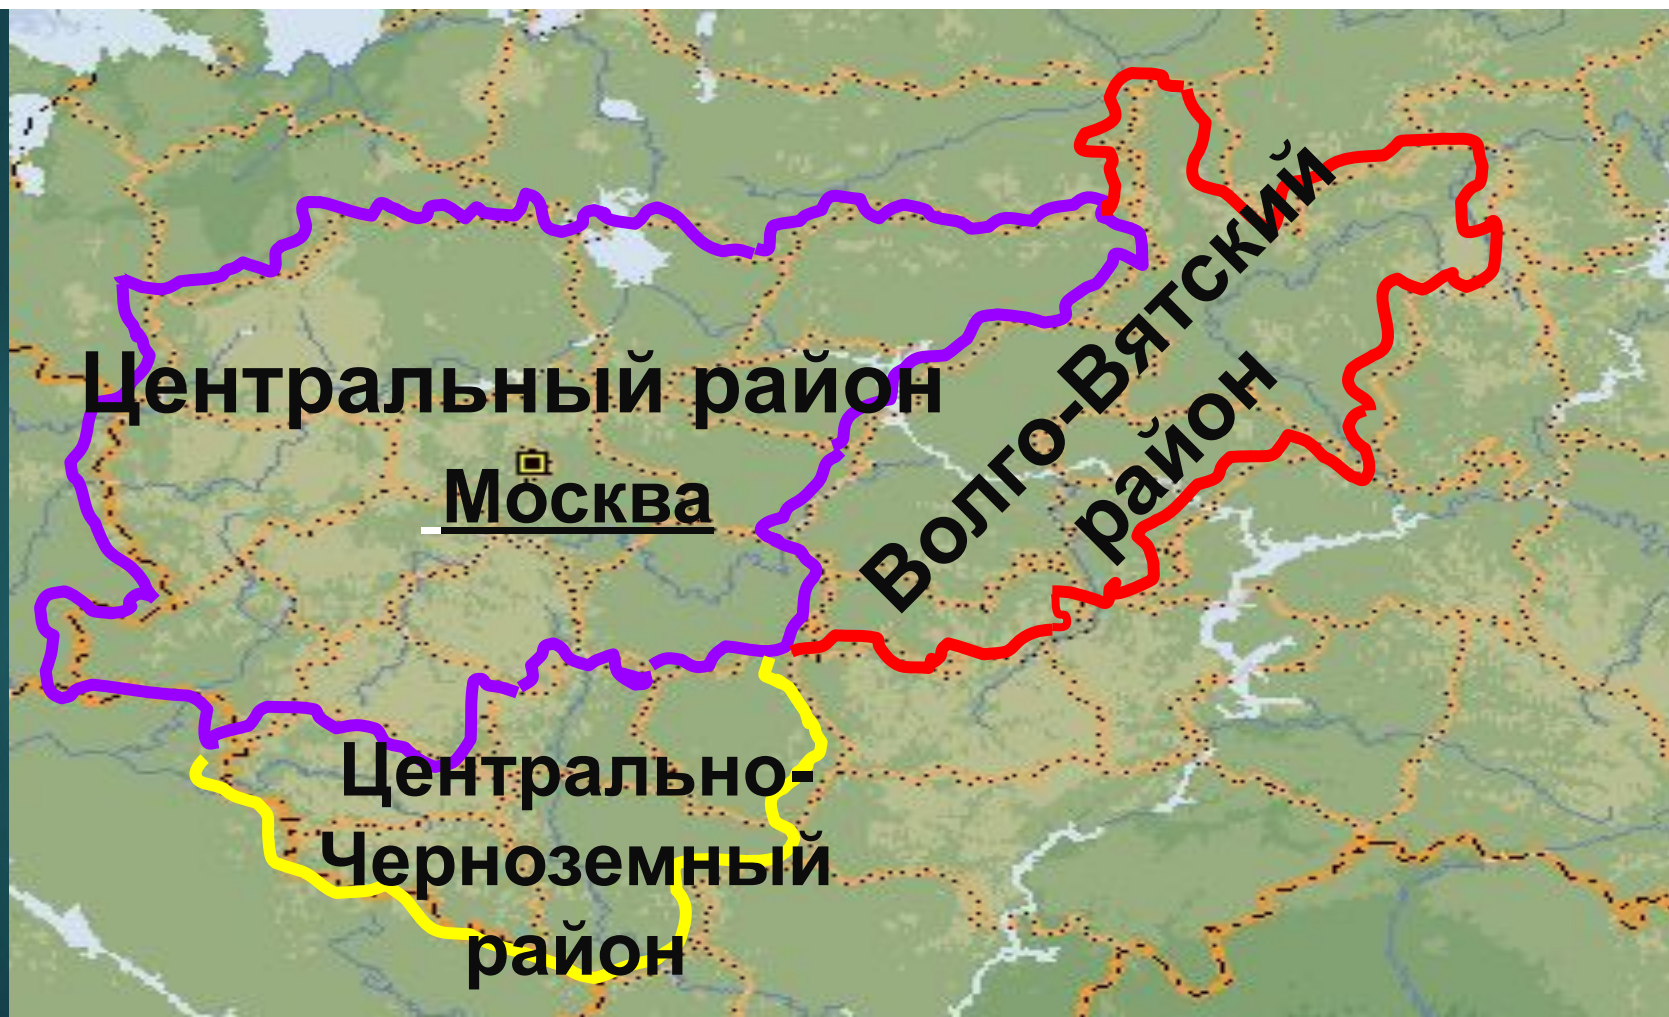 Центральный район
Москва
Волго-Вятский
район
Центрально-
Черноземный
район